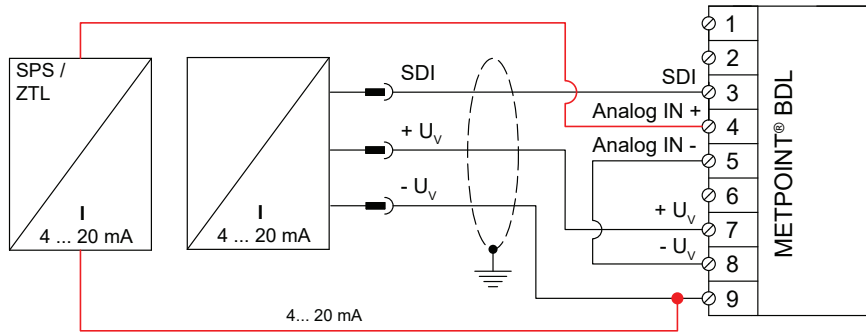 SPS /
ZTL
I
4 ... 20 mA
I
4 ... 20 mA
SDI
+ Uv
- Uv
SDI
Analog IN +
Analog IN -
+ Uv
- Uv
1
2
3
4
5
6
7
8
9
METPOINT® BDL
4... 20 mA